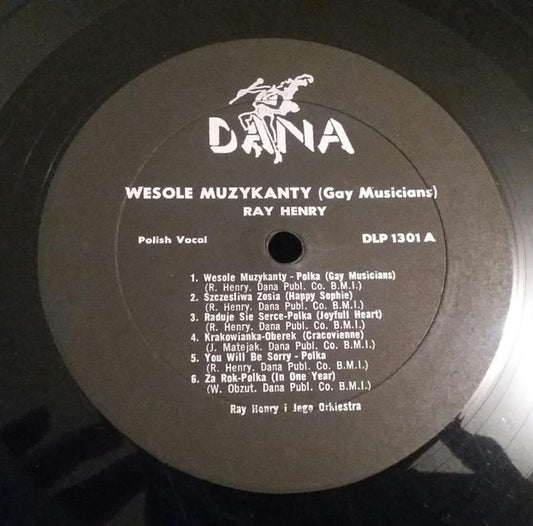 DANA
WESOLE MUZYKANTY (Gay Musicians)
RAY HENRY
Polish Vocal
DLP 1301 A
1. Wesole Muzykanty - Polka (Gay Musicians)
(R. Henry. Dana Publ. Co. B.M.I.)
2. Szczesliwa Zosia (Happy Sophie)
(R. Henry. Dana Publ. Co. B.M.I.)
3. Raduje Sie Serce-Polka (Joyfull Heart)
(R. Henry. Dana Publ. Co. B.M.I.)
4. Krakowianka-Oberek (Cracovienne)
(J. Matejak. Dana Publ. Co. B.M.I.)
5. You Will Be Sorry - Polka
(R. Henry. Dana Publ. Co. B.M.I.)
6. Za Rok-Polka (In One Year)
(W. Obzut. Dana Publ. Co. B.M.I.)
Ray Henry i Jego Orkiestra